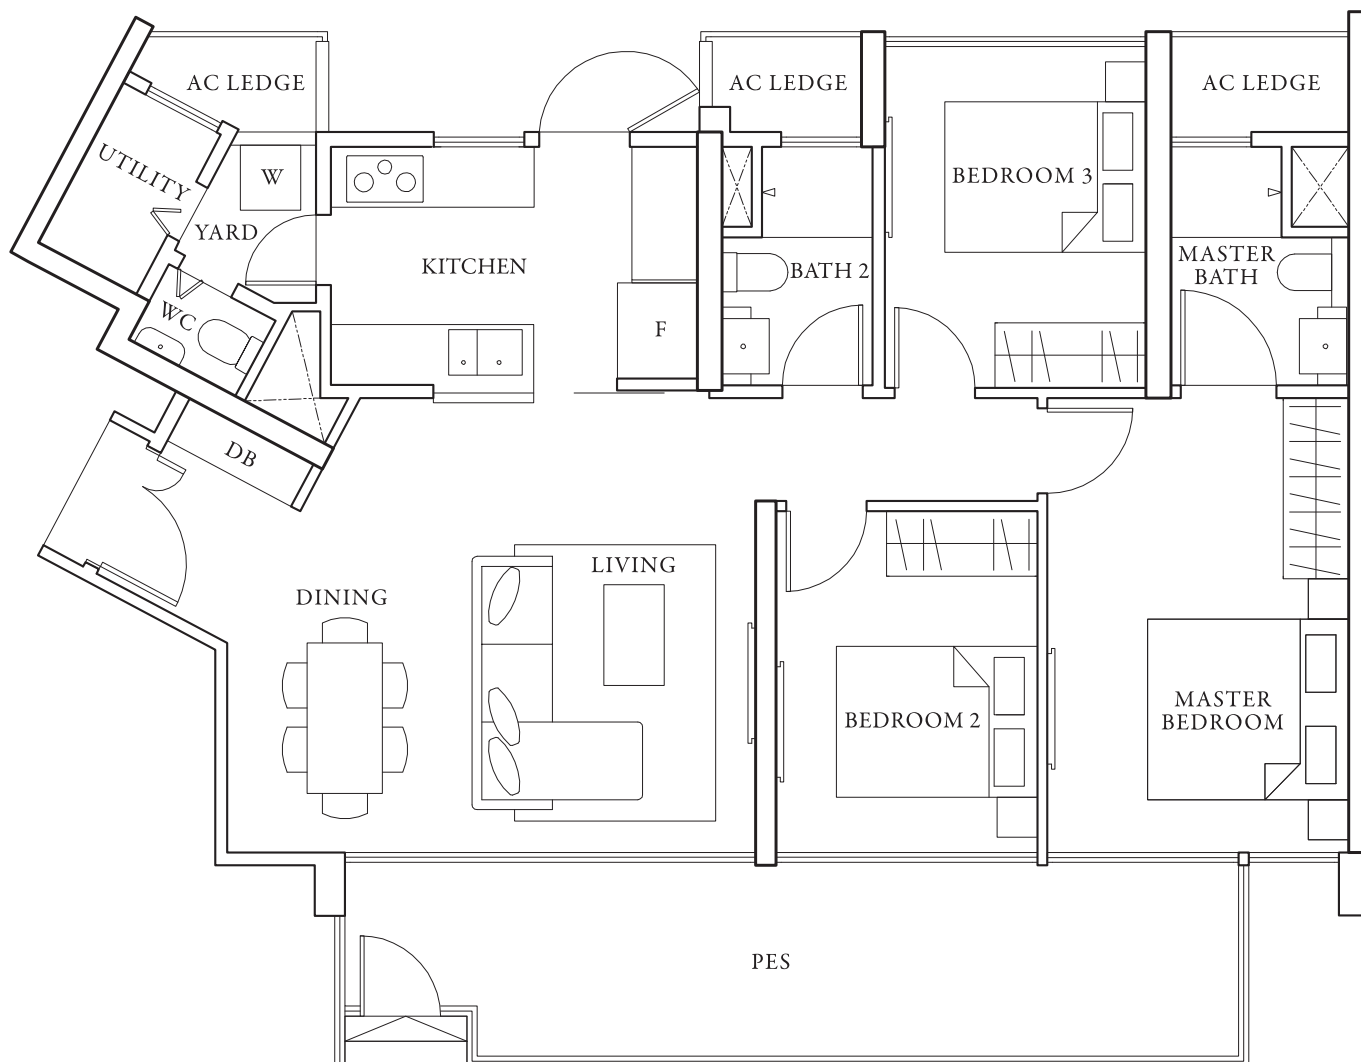 AC LEDGE
AC LEDGE
AC LEDGE
UTILITY
W
YARD
KITCHEN
WC
F
BATH 2
BEDROOM 3
MASTER
BATH
DB
LIVING
DINING
BEDROOM 2
MASTER
BEDROOM
PES